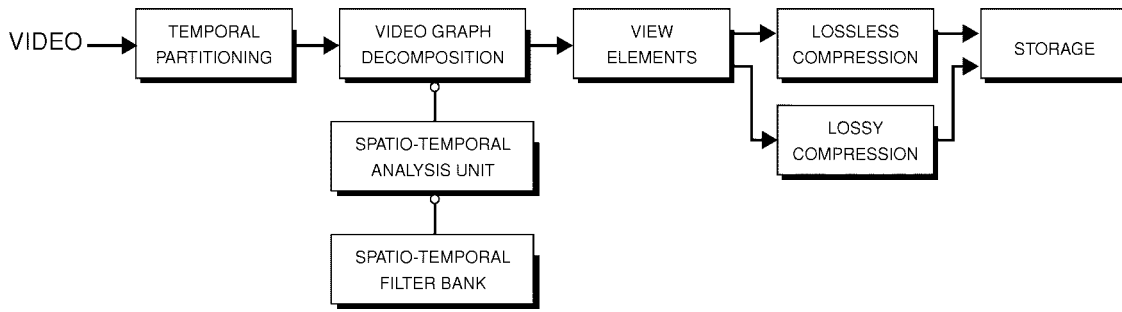 VIDEO
TEMPORAL
PARTITIONING
VIDEO GRAPH
DECOMPOSITION
VIEW
ELEMENTS
LOSSLESS
COMPRESSION
STORAGE
LOSSY
COMPRESSION
SPATIO-TEMPORAL
ANALYSIS UNIT
SPATIO-TEMPORAL
FILTER BANK